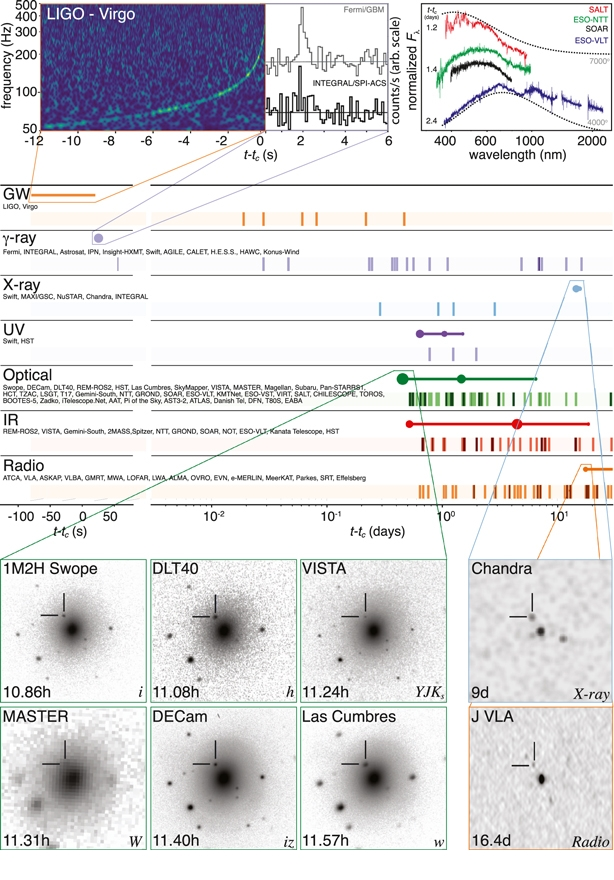 LIGO - Virgo
frequency (Hz)
500
400
300
100
50
-12 -10 -8 -6 -4 -2 0 2 4 6
t-tc (s)
Fermi/GBM
INTEGRAL/SPI-ACS
counts/s (arb. scale)
normalized Fλ
t-tc
(days)
1.2
1.4
2.4
SALT
ESO-NTT
SOAR
ESO-VLT
7000°
4000°
400 600 1000 2000
wavelength (nm)
GW
LIGO, Virgo
γ-ray
Fermi, INTEGRAL, Astrosat, IPN, Insight-HXMT, Swift, AGILE, CALET, H.E.S.S., HAWC, Konus-Wind
X-ray
Swift, MAXI/GSC, NuSTAR, Chandra, INTEGRAL
UV
Swift, HST
Optical
Swope, DECam, DLT40, REM-ROS2, HST, Las Cumbres, SkyMapper, VISTA, MASTER, Magellan, Subaru, Pan-STARRS1,
HCT, TZAC, LSGT, T17, Gemini-South, NTT, GROND, SOAR, ESO-VLT, KMTNet, ESO-VST, VIRT, SALT, CHILESCOPE, TOROS,
BOOTES-5, Zadko, iTelescope.Net, AAT, Pi of the Sky, AST3-2, ATLAS, Danish Tel, DFN, T80S, EABA
IR
REM-ROS2, VISTA, Gemini-South, 2MASS,Spitzer, NTT, GROND, SOAR, NOT, ESO-VLT, Kanata Telescope, HST
Radio
ATCA, VLA, ASKAP, VLBA, GMRT, MWA, LOFAR, LWA, ALMA, OVRO, EVN, e-MERLIN, MeerKAT, Parkes, SRT, Effelsberg
-100 -50 0 50 10⁻² 10⁻¹ 10⁰ 10¹
t-tc (s) t-tc (days)
1M2H Swope
10.86h
i
DLT40
11.08h
h
VISTA
11.24h
YJKs
Chandra
9d
X-ray
MASTER
11.31h
W
DECam
11.40h
iz
Las Cumbres
11.57h
w
J VLA
16.4d
Radio